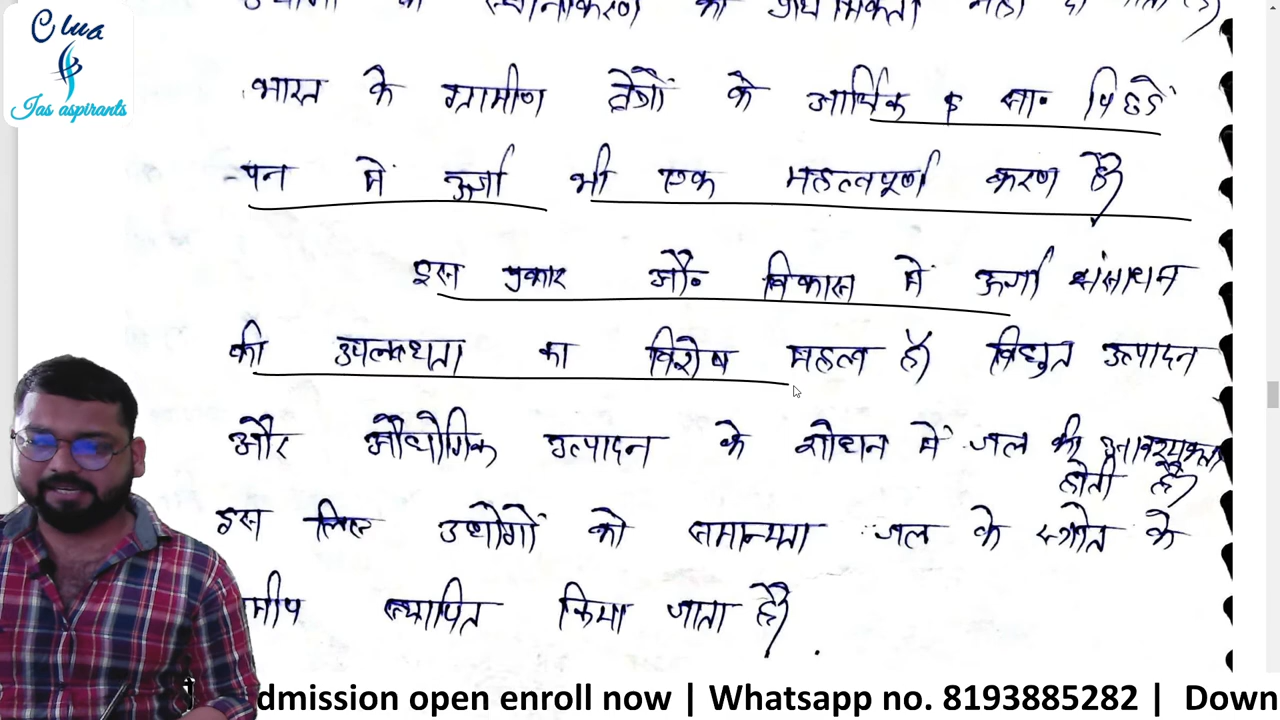 Clua
Ias aspirants
भारत के ग्रामीण क्षेत्रों के आर्थिक व सा॰ पिछडे
-पन में ऊर्जा भी एक महत्वपूर्ण करण है।
इस प्रकार औ॰ विकास में ऊर्जा संसाधन
की उपलब्धता का विशेष महत्व है। विद्युत उत्पादन
और औद्योगिक उत्पादन के शोधन में जल की आवश्यकता
होती है।
इस लिए उद्योगों को समान्यता जल के स्त्रोत के
मीप स्थापित किया जाता है।
dmission open enroll now | Whatsapp no. 8193885282 | Down